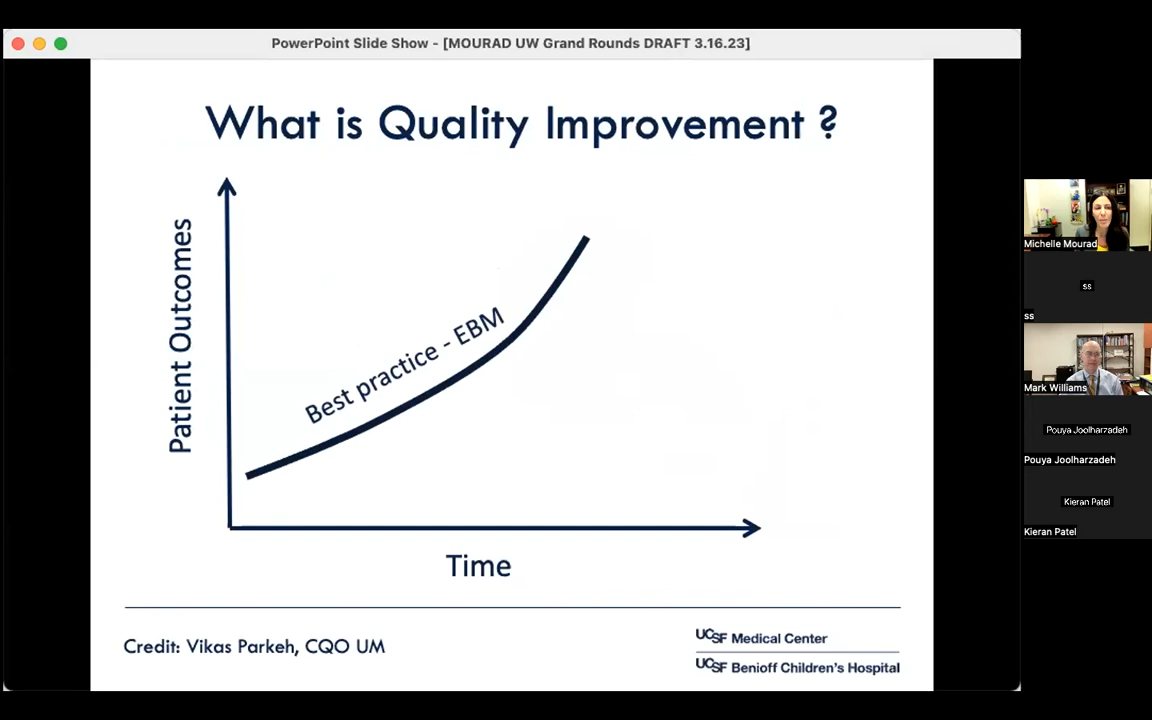 PowerPoint Slide Show - [MOURAD UW Grand Rounds DRAFT 3.16.23]
What is Quality Improvement ?
Patient Outcomes
Best practice - EBM
Time
Credit: Vikas Parkeh, CQO UM
UCSF Medical Center
UCSF Benioff Children's Hospital
Michelle Mourad
ss
ss
Mark Williams
Pouya Joolharzadeh
Pouya Joolharzadeh
Kieran Patel
Kieran Patel